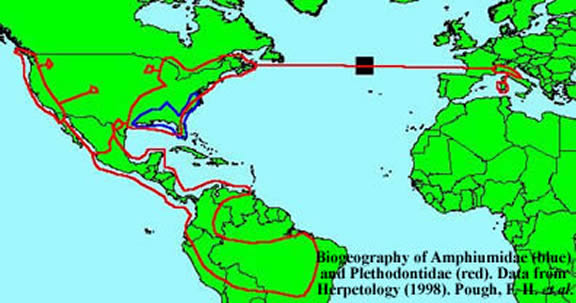 Biogeography of Amphiumidae (blue)
and Plethodontidae (red). Data from
Herpetology (1998). Pough, F. H. et al.